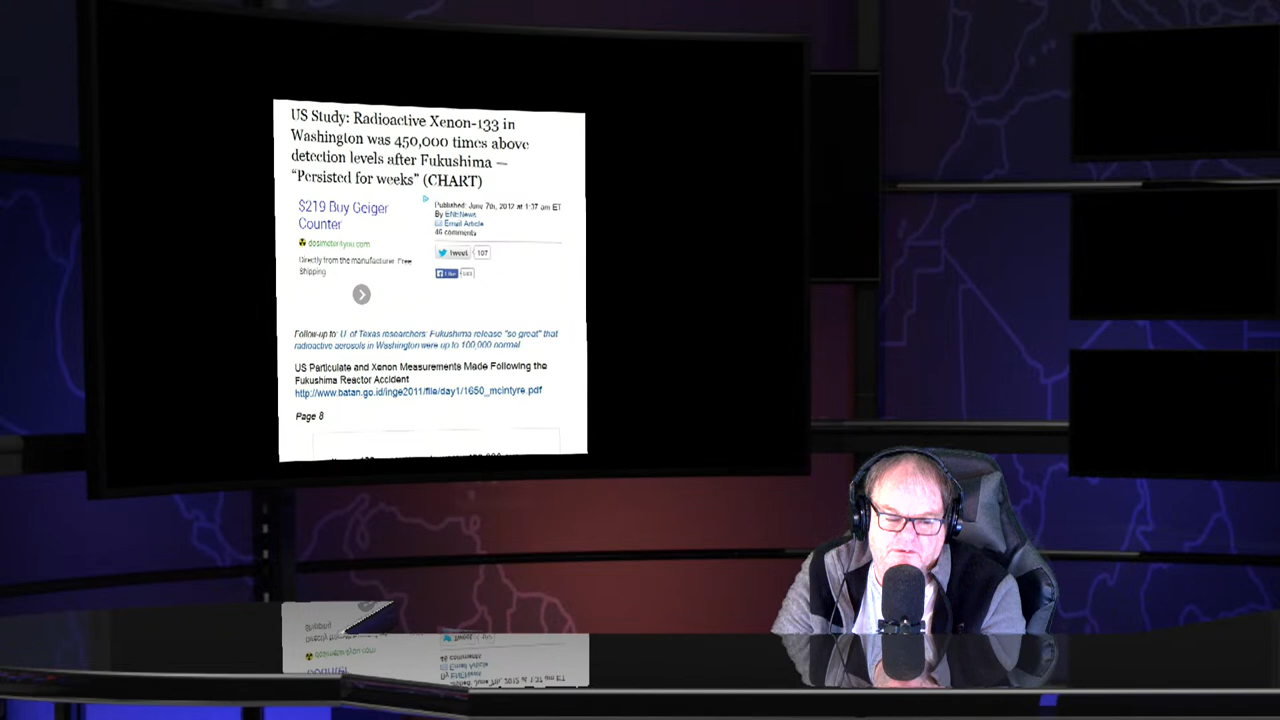 US Study: Radioactive Xenon-133 in
Washington was 450,000 times above
detection levels after Fukushima —
“Persisted for weeks” (CHART)
$219 Buy Geiger
Counter
dosimeter4you.com
Directly from the manufacturer. Free
Shipping
Published: June 7th, 2012 at 1:37 am ET
By ENENews
Email Article
46 comments
tweet 107
Like
Follow-up to: U. of Texas researchers: Fukushima release "so great" that
radioactive aerosols in Washington were up to 100,000 normal
US Particulate and Xenon Measurements Made Following the
Fukushima Reactor Accident
http://www.batan.go.id/inge2011/file/day1/1650_mcintyre.pdf
Page 8